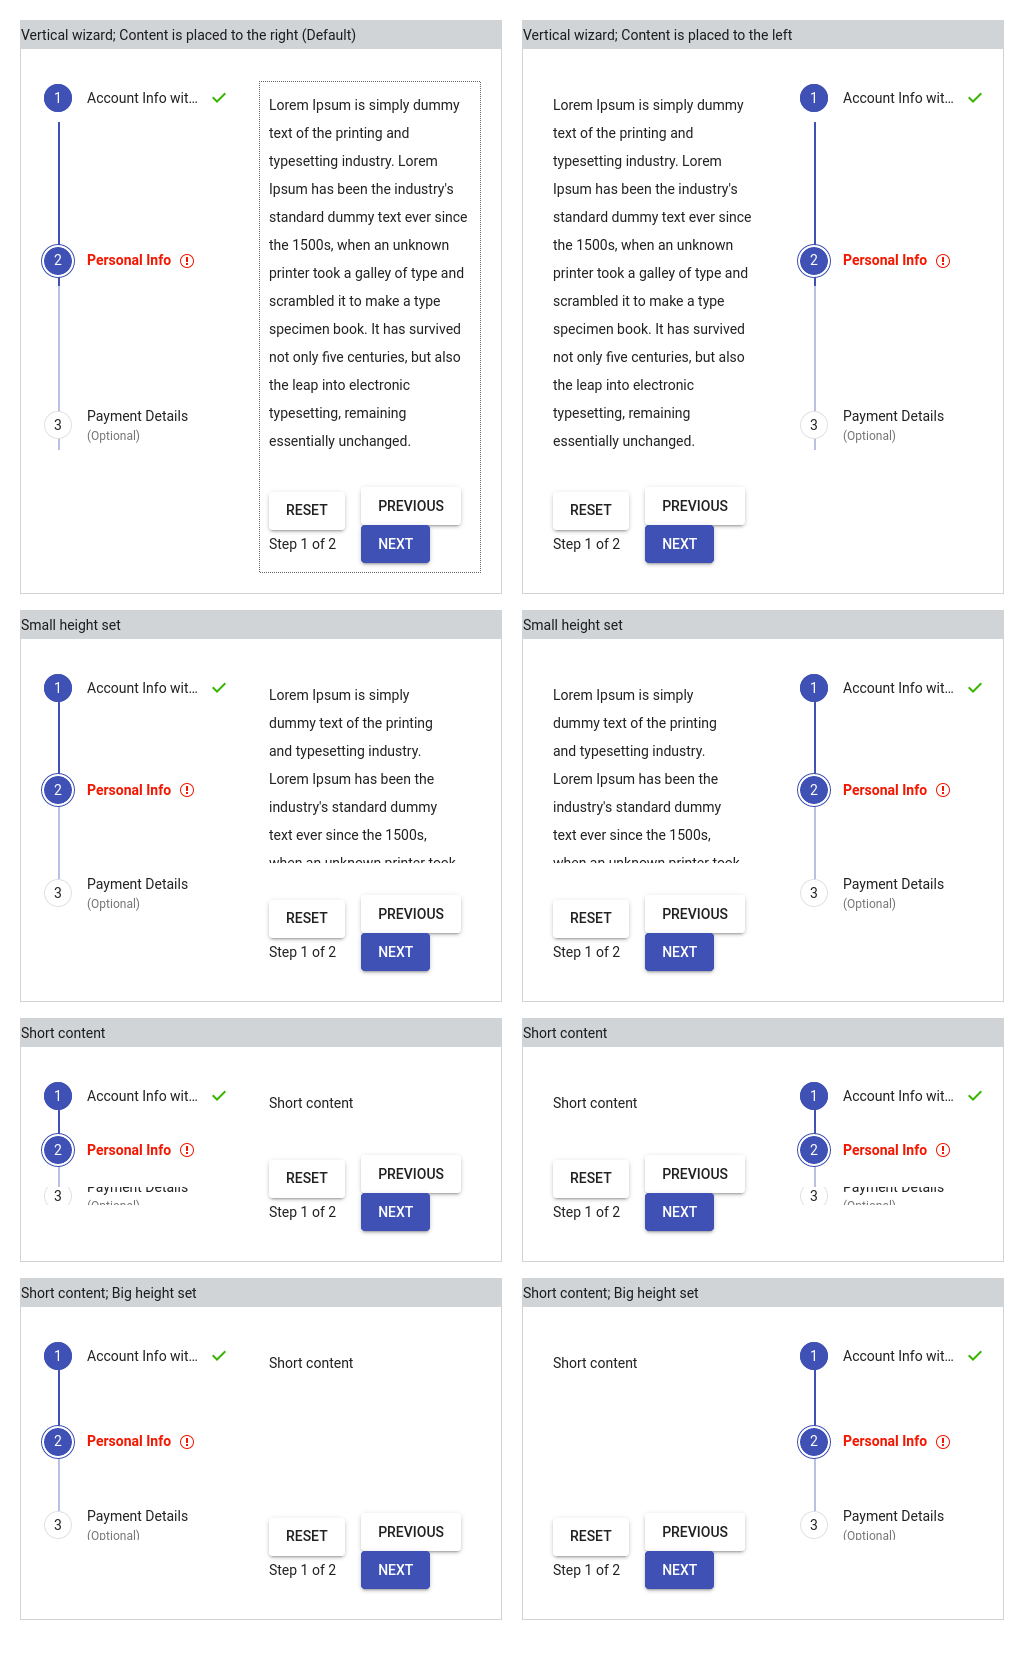 Vertical wizard; Content is placed to the right (Default)
1
Account Info wit...
2
Personal Info
3
Payment Details
(Optional)
Lorem Ipsum is simply dummy
text of the printing and
typesetting industry. Lorem
Ipsum has been the industry's
standard dummy text ever since
the 1500s, when an unknown
printer took a galley of type and
scrambled it to make a type
specimen book. It has survived
not only five centuries, but also
the leap into electronic
typesetting, remaining
essentially unchanged.
RESET
PREVIOUS
Step 1 of 2
NEXT
Vertical wizard; Content is placed to the left
Lorem Ipsum is simply dummy
text of the printing and
typesetting industry. Lorem
Ipsum has been the industry's
standard dummy text ever since
the 1500s, when an unknown
printer took a galley of type and
scrambled it to make a type
specimen book. It has survived
not only five centuries, but also
the leap into electronic
typesetting, remaining
essentially unchanged.
RESET
PREVIOUS
Step 1 of 2
NEXT
1
Account Info wit...
2
Personal Info
3
Payment Details
(Optional)
Small height set
1
Account Info wit...
2
Personal Info
3
Payment Details
(Optional)
Lorem Ipsum is simply
dummy text of the printing
and typesetting industry.
Lorem Ipsum has been the
industry's standard dummy
text ever since the 1500s,
when an unknown printer took
RESET
PREVIOUS
Step 1 of 2
NEXT
Small height set
Lorem Ipsum is simply
dummy text of the printing
and typesetting industry.
Lorem Ipsum has been the
industry's standard dummy
text ever since the 1500s,
when an unknown printer took
RESET
PREVIOUS
Step 1 of 2
NEXT
1
Account Info wit...
2
Personal Info
3
Payment Details
(Optional)
Short content
1
Account Info wit...
2
Personal Info
3
Payment Details
(Optional)
Short content
RESET
PREVIOUS
Step 1 of 2
NEXT
Short content
Short content
RESET
PREVIOUS
Step 1 of 2
NEXT
1
Account Info wit...
2
Personal Info
3
Payment Details
(Optional)
Short content; Big height set
1
Account Info wit...
2
Personal Info
3
Payment Details
(Optional)
Short content
RESET
PREVIOUS
Step 1 of 2
NEXT
Short content; Big height set
Short content
RESET
PREVIOUS
Step 1 of 2
NEXT
1
Account Info wit...
2
Personal Info
3
Payment Details
(Optional)